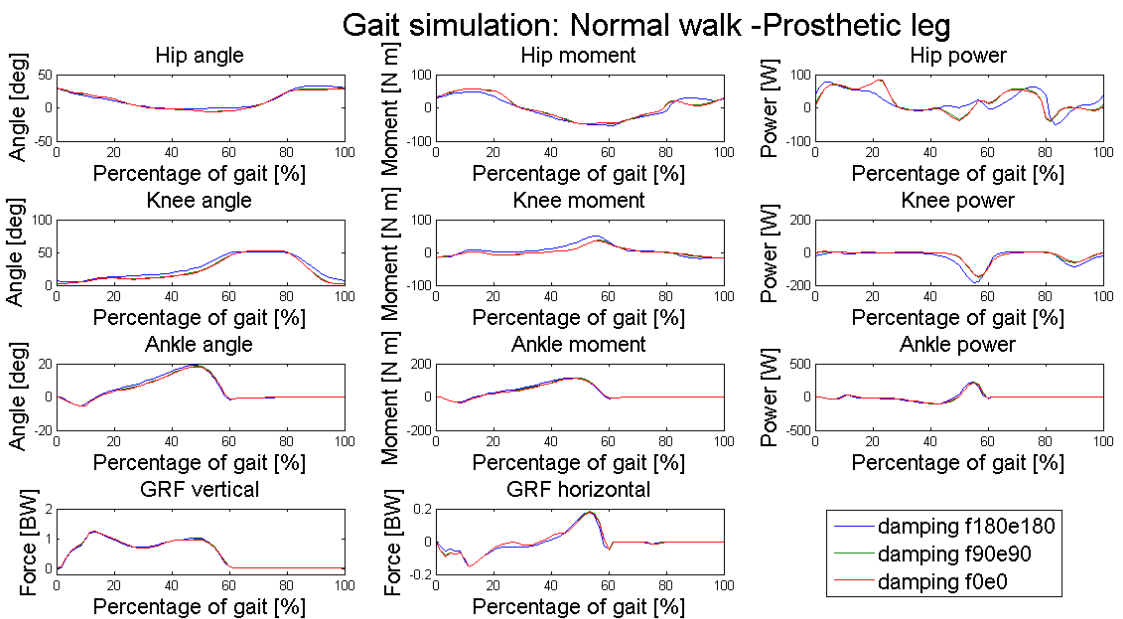 Gait simulation: Normal walk -Prosthetic leg
Hip angle
Angle [deg]
50
0
-50
0 20 40 60 80 100
Percentage of gait [%]
Hip moment
Moment [N m]
100
0
-100
0 20 40 60 80 100
Percentage of gait [%]
Hip power
Power [W]
100
0
-100
0 20 40 60 80 100
Percentage of gait [%]
Knee angle
Angle [deg]
100
50
0
0 20 40 60 80 100
Percentage of gait [%]
Knee moment
Moment [N m]
100
0
-100
0 20 40 60 80 100
Percentage of gait [%]
Knee power
Power [W]
200
0
-200
0 20 40 60 80 100
Percentage of gait [%]
Ankle angle
Angle [deg]
20
0
-20
0 20 40 60 80 100
Percentage of gait [%]
Ankle moment
Moment [N m]
200
0
-200
0 20 40 60 80 100
Percentage of gait [%]
Ankle power
Power [W]
500
0
-500
0 20 40 60 80 100
Percentage of gait [%]
GRF vertical
Force [BW]
2
1
0
0 20 40 60 80 100
Percentage of gait [%]
GRF horizontal
Force [BW]
0.2
0
-0.2
0 20 40 60 80 100
Percentage of gait [%]
damping f180e180
damping f90e90
damping f0e0